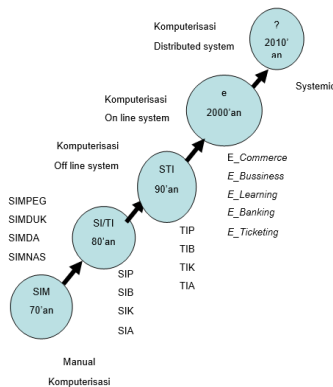 Komputerisasi
Distributed system
?
2010'
an
Systemic
Komputerisasi
On line system
e
2000'an
E_Commerce
E_Bussiness
E_Learning
E_Banking
E_Ticketing
Komputerisasi
Off line system
STI
90'an
TIP
TIB
TIK
TIA
SIMPEG
SIMDUK
SIMDA
SIMNAS
SI/TI
80'an
SIP
SIB
SIK
SIA
SIM
70'an
Manual
Komputerisasi